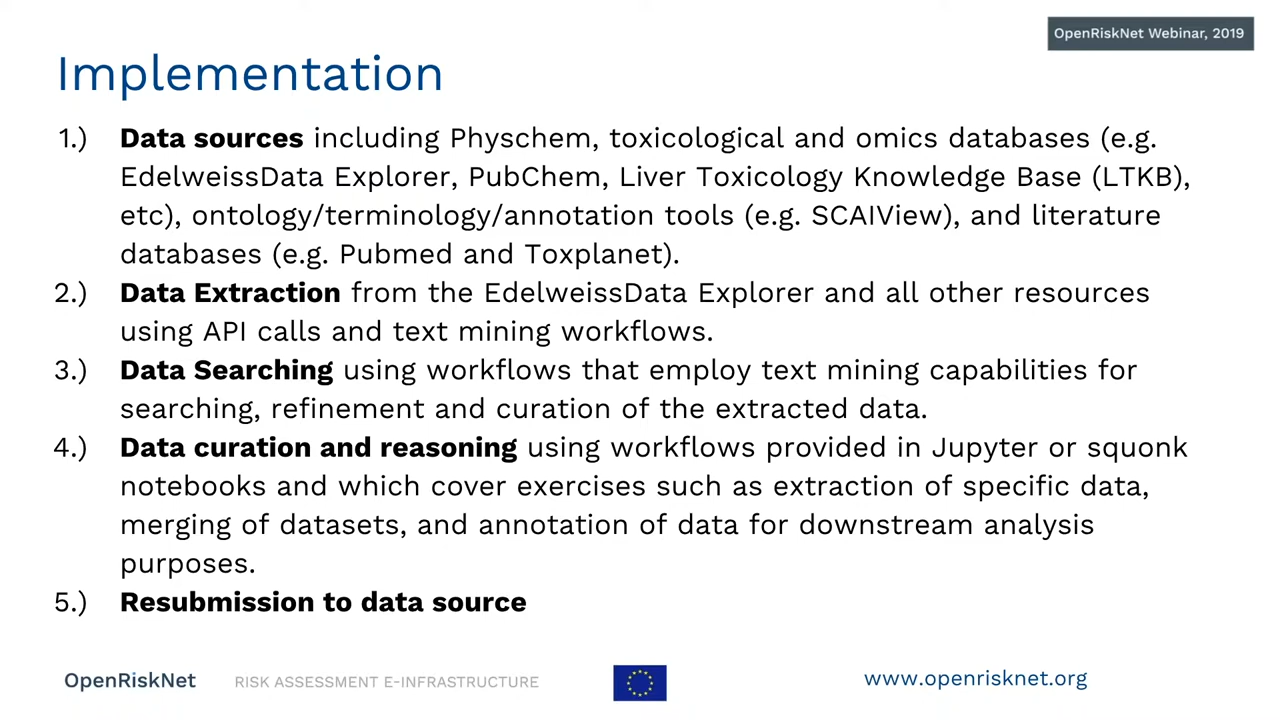 OpenRiskNet Webinar, 2019
Implementation
1.) Data sources including Physchem, toxicological and omics databases (e.g.
EdelweissData Explorer, PubChem, Liver Toxicology Knowledge Base (LTKB),
etc), ontology/terminology/annotation tools (e.g. SCAIView), and literature
databases (e.g. Pubmed and Toxplanet).
2.) Data Extraction from the EdelweissData Explorer and all other resources
using API calls and text mining workflows.
3.) Data Searching using workflows that employ text mining capabilities for
searching, refinement and curation of the extracted data.
4.) Data curation and reasoning using workflows provided in Jupyter or squonk
notebooks and which cover exercises such as extraction of specific data,
merging of datasets, and annotation of data for downstream analysis
purposes.
5.) Resubmission to data source
OpenRiskNet RISK ASSESSMENT E-INFRASTRUCTURE www.openrisknet.org